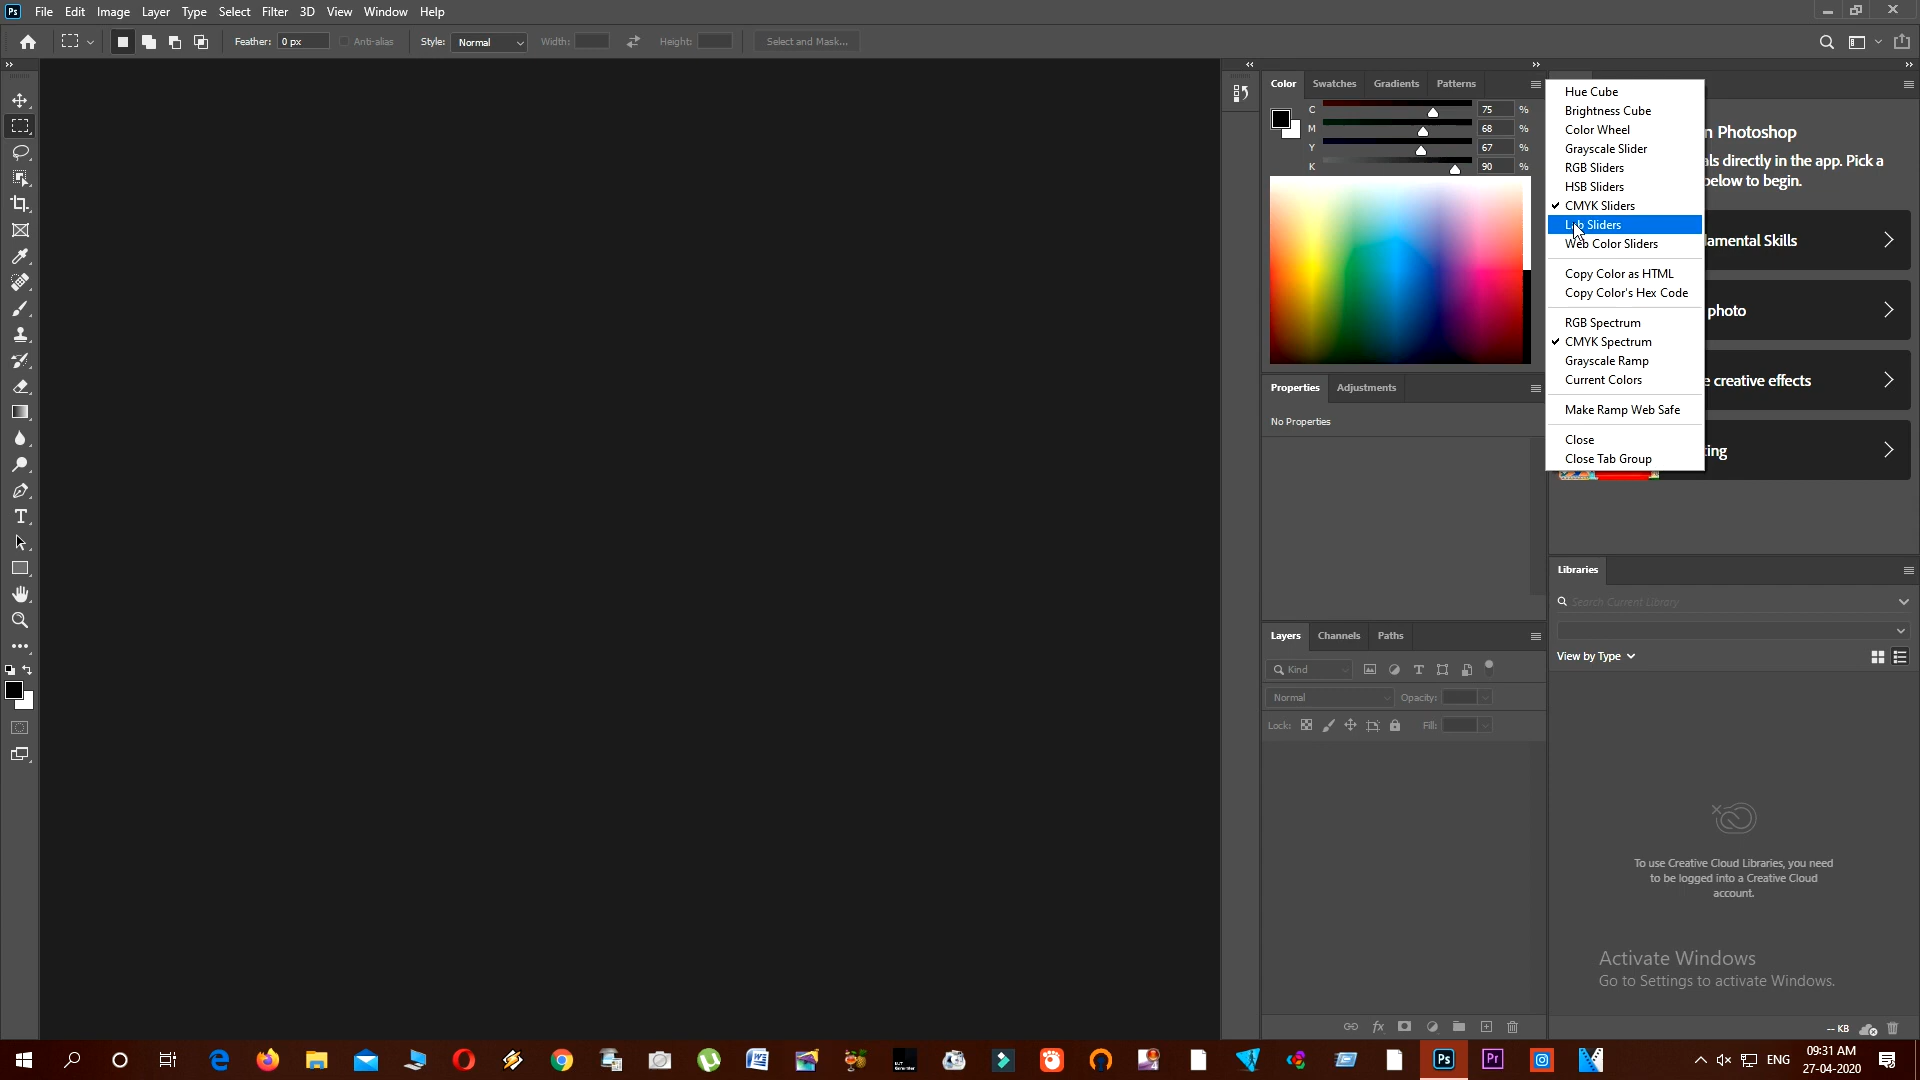 Ps File Edit Image Layer Type Select Filter 3D View Window Help
Feather: 0 px Anti-alias Style: Normal Width: Height: Select and Mask...
Color Swatches Gradients Patterns
C 75 %
M 68 %
Y 67 %
K 90 %
Hue Cube
Brightness Cube
Color Wheel
Grayscale Slider
RGB Sliders
HSB Sliders
CMYK Sliders
Lab Sliders
Web Color Sliders
Copy Color as HTML
Copy Color's Hex Code
RGB Spectrum
CMYK Spectrum
Grayscale Ramp
Current Colors
Make Ramp Web Safe
Close
Close Tab Group
n Photoshop
als directly in the app. Pick a
below to begin.
damental Skills
photo
e creative effects
ting
Properties Adjustments
No Properties
Layers Channels Paths
Kind
Normal Opacity:
Lock: Fill:
Libraries
Search Current Library
View by Type
To use Creative Cloud Libraries, you need
to be logged into a Creative Cloud
account.
Activate Windows
Go to Settings to activate Windows.
-- KB
ENG 09:31 AM
27-04-2020
Ps Pr